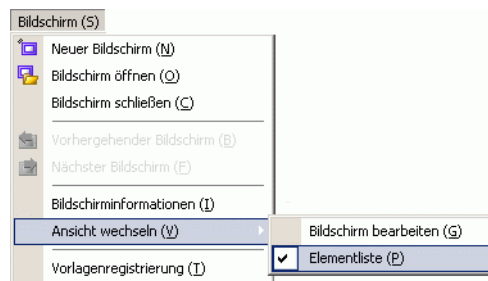 Bildschirm (S)
Neuer Bildschirm (N)
Bildschirm öffnen (O)
Bildschirm schließen (C)
Vorhergehender Bildschirm (B)
Nächster Bildschirm (F)
Bildschirminformationen (I)
Ansicht wechseln (V)
Bildschirm bearbeiten (G)
Elementliste (P)
Vorlagenregistrierung (T)